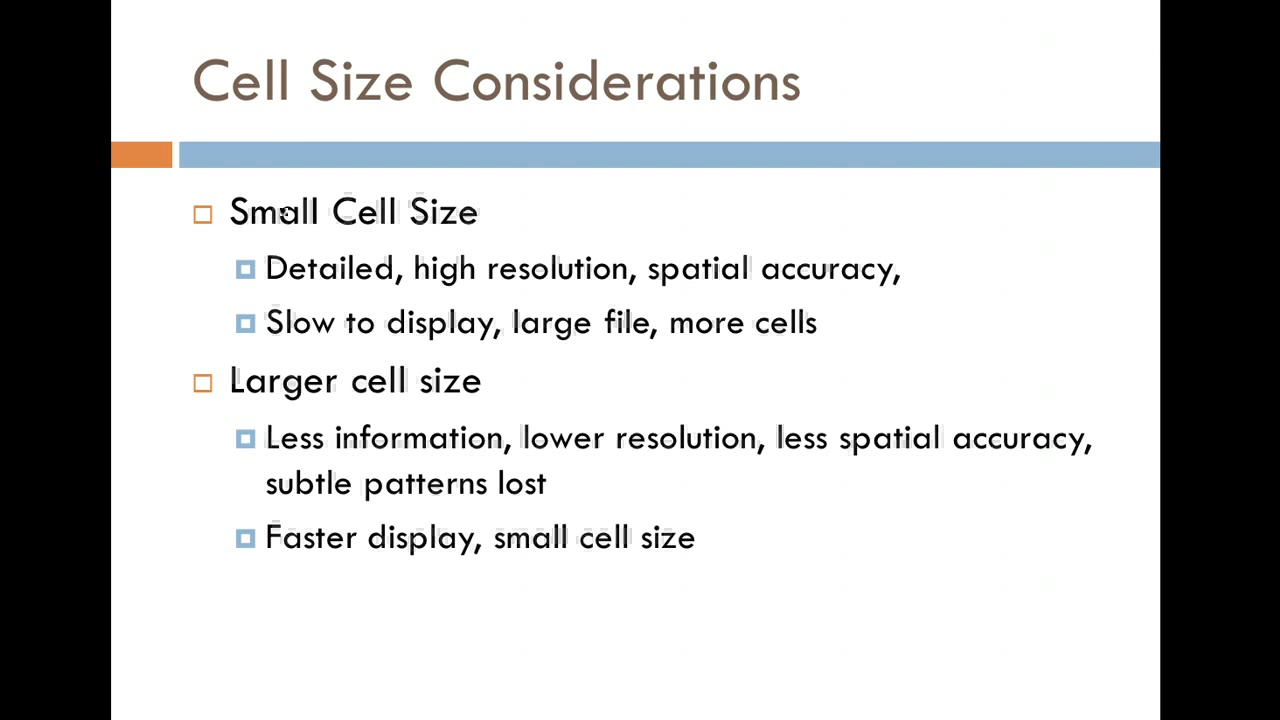 Cell Size Considerations
Small Cell Size
Detailed, high resolution, spatial accuracy,
Slow to display, large file, more cells
Larger cell size
Less information, lower resolution, less spatial accuracy,
subtle patterns lost
Faster display, small cell size